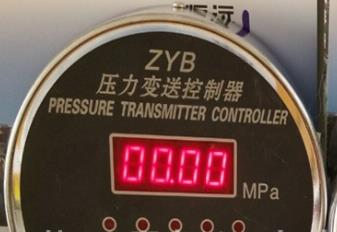 ZYB
压力变送控制器
PRESSURE TRANSMITTER CONTROLLER
00.00
MPa